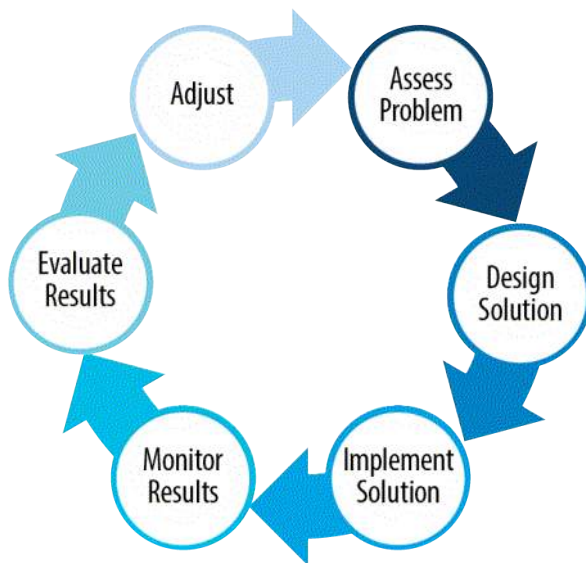 Adjust
Assess
Problem
Design
Solution
Implement
Solution
Monitor
Results
Evaluate
Results